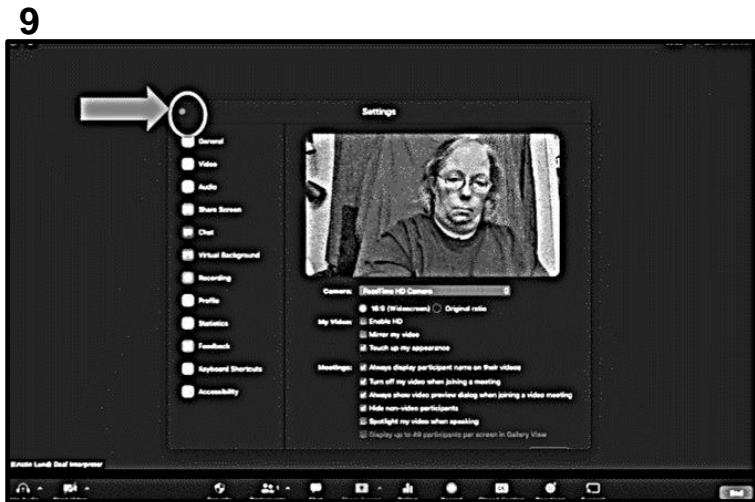 9
Settings
General
Video
Audio
Share Screen
Chat
Virtual Background
Recording
Profile
Statistics
Feedback
Keyboard Shortcuts
Accessibility
Camera: FaceTime HD Camera
16:9 (Widescreen) Original ratio
My Video: Enable HD
Mirror my video
Touch up my appearance
Meetings: Always display participant name on their videos
Turn off my video when joining a meeting
Always show video preview dialog when joining a video meeting
Hide non-video participants
Spotlight my video when speaking
Display up to 49 participants per screen in Gallery View
Kristin Lund: Deaf Interpreter